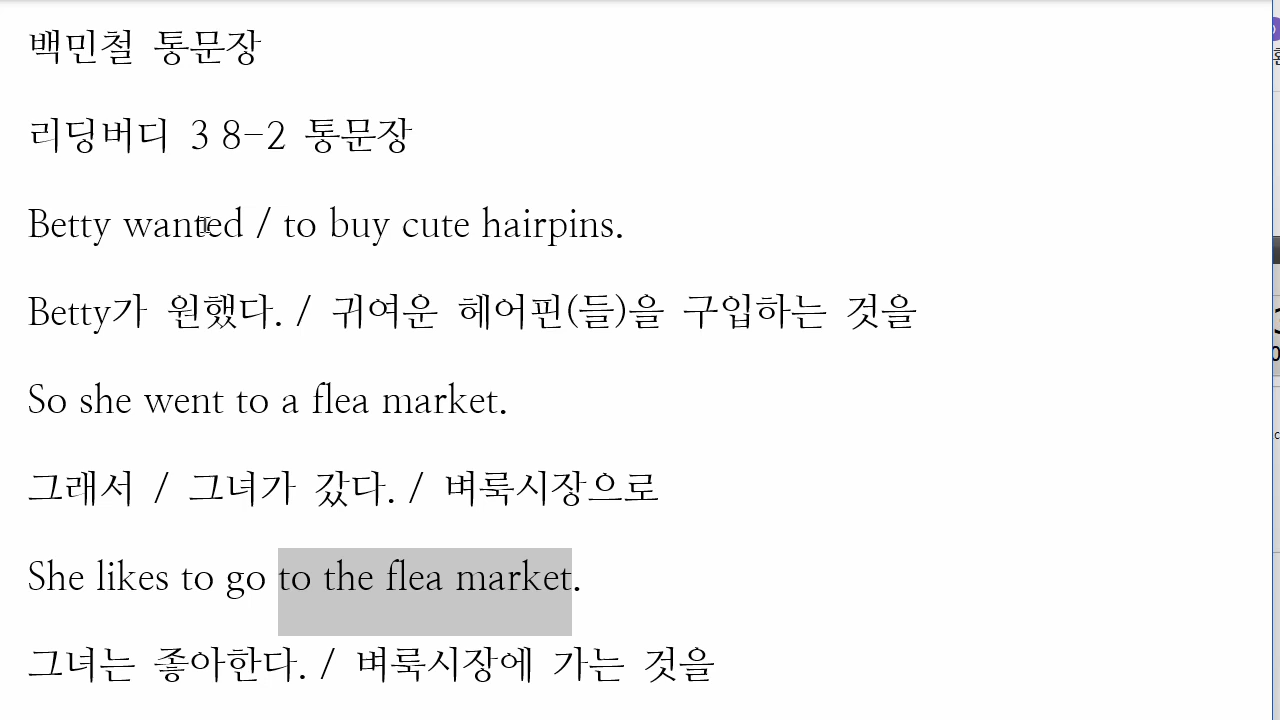 백민철 통문장
리딩버디 3 8-2 통문장
Betty wanted / to buy cute hairpins.
Betty가 원했다. / 귀여운 헤어핀(들)을 구입하는 것을
So she went to a flea market.
그래서 / 그녀가 갔다. / 벼룩시장으로
She likes to go to the flea market.
그녀는 좋아한다. / 벼룩시장에 가는 것을